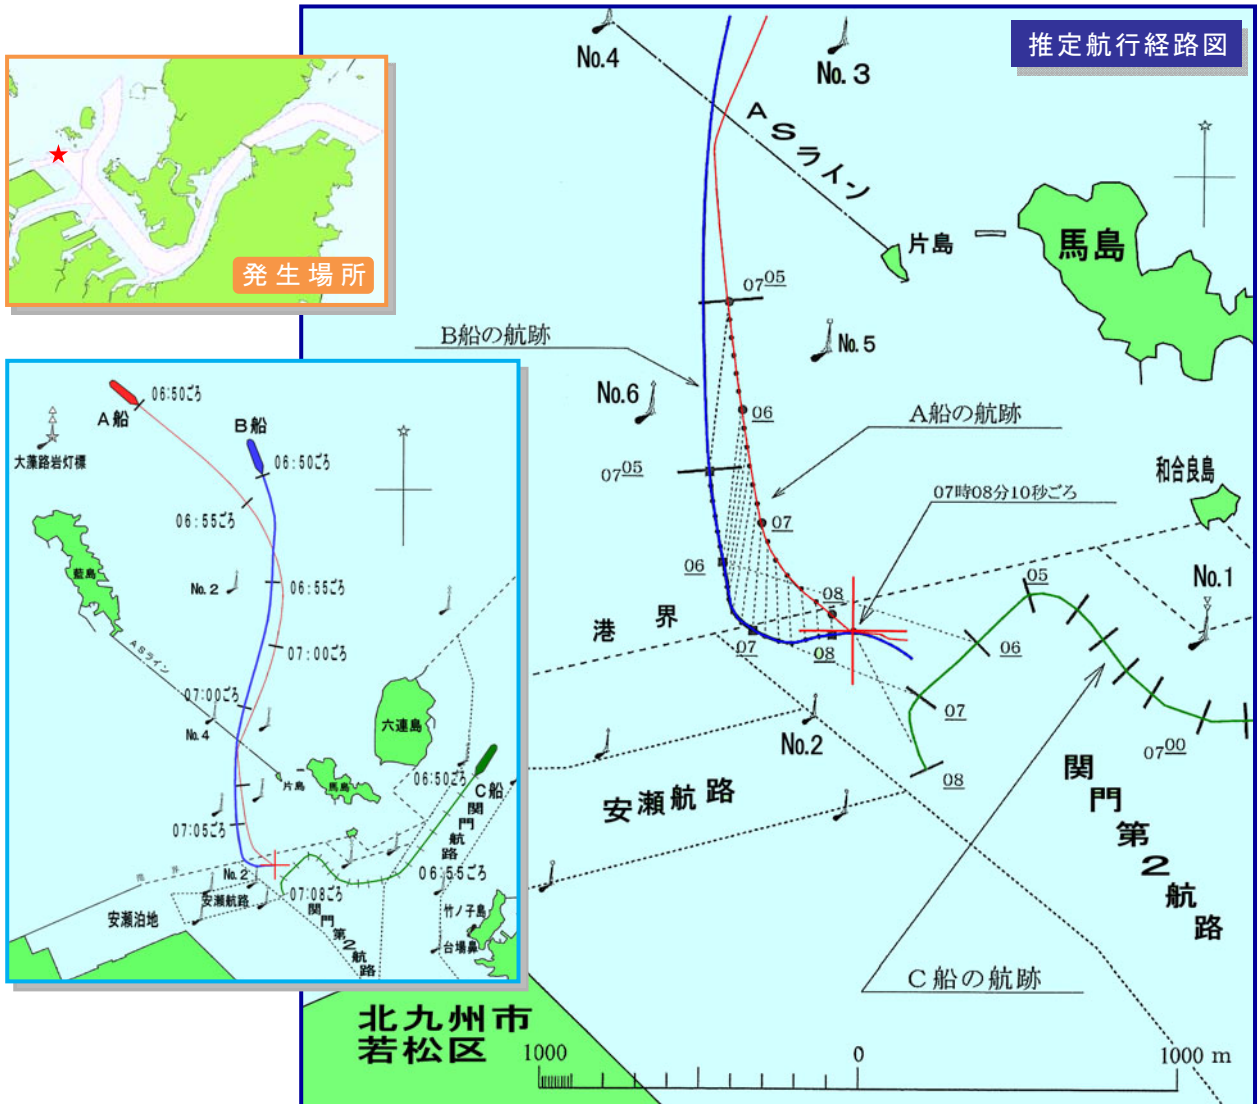 推定航行経路図
No.4
No.3
ASライン
片島
馬島
07 05
B船の航跡
No.5
No.6
06
A船の航跡
07 05
07
07時08分10秒ごろ
和合良島
06
08
05
No.1
港界
07
08
06
07
No.2
07 00
08
安瀬航路
関門第2航路
C船の航跡
北九州市
若松区
1000
0
1000 m
発生場所
06:50ごろ
A船
B船
大藻路岩灯標
06:50ごろ
06:55ごろ
藍島
No.2
06:55ごろ
ASライン
07:00ごろ
07:00ごろ
No.4
六連島
片島
馬島
06:50ごろ
C船
関門航路
07:05ごろ
06:55ごろ
港界
No.2
07:08ごろ
安瀬航路
安瀬泊地
関門第2航路
竹ノ子島
台場鼻